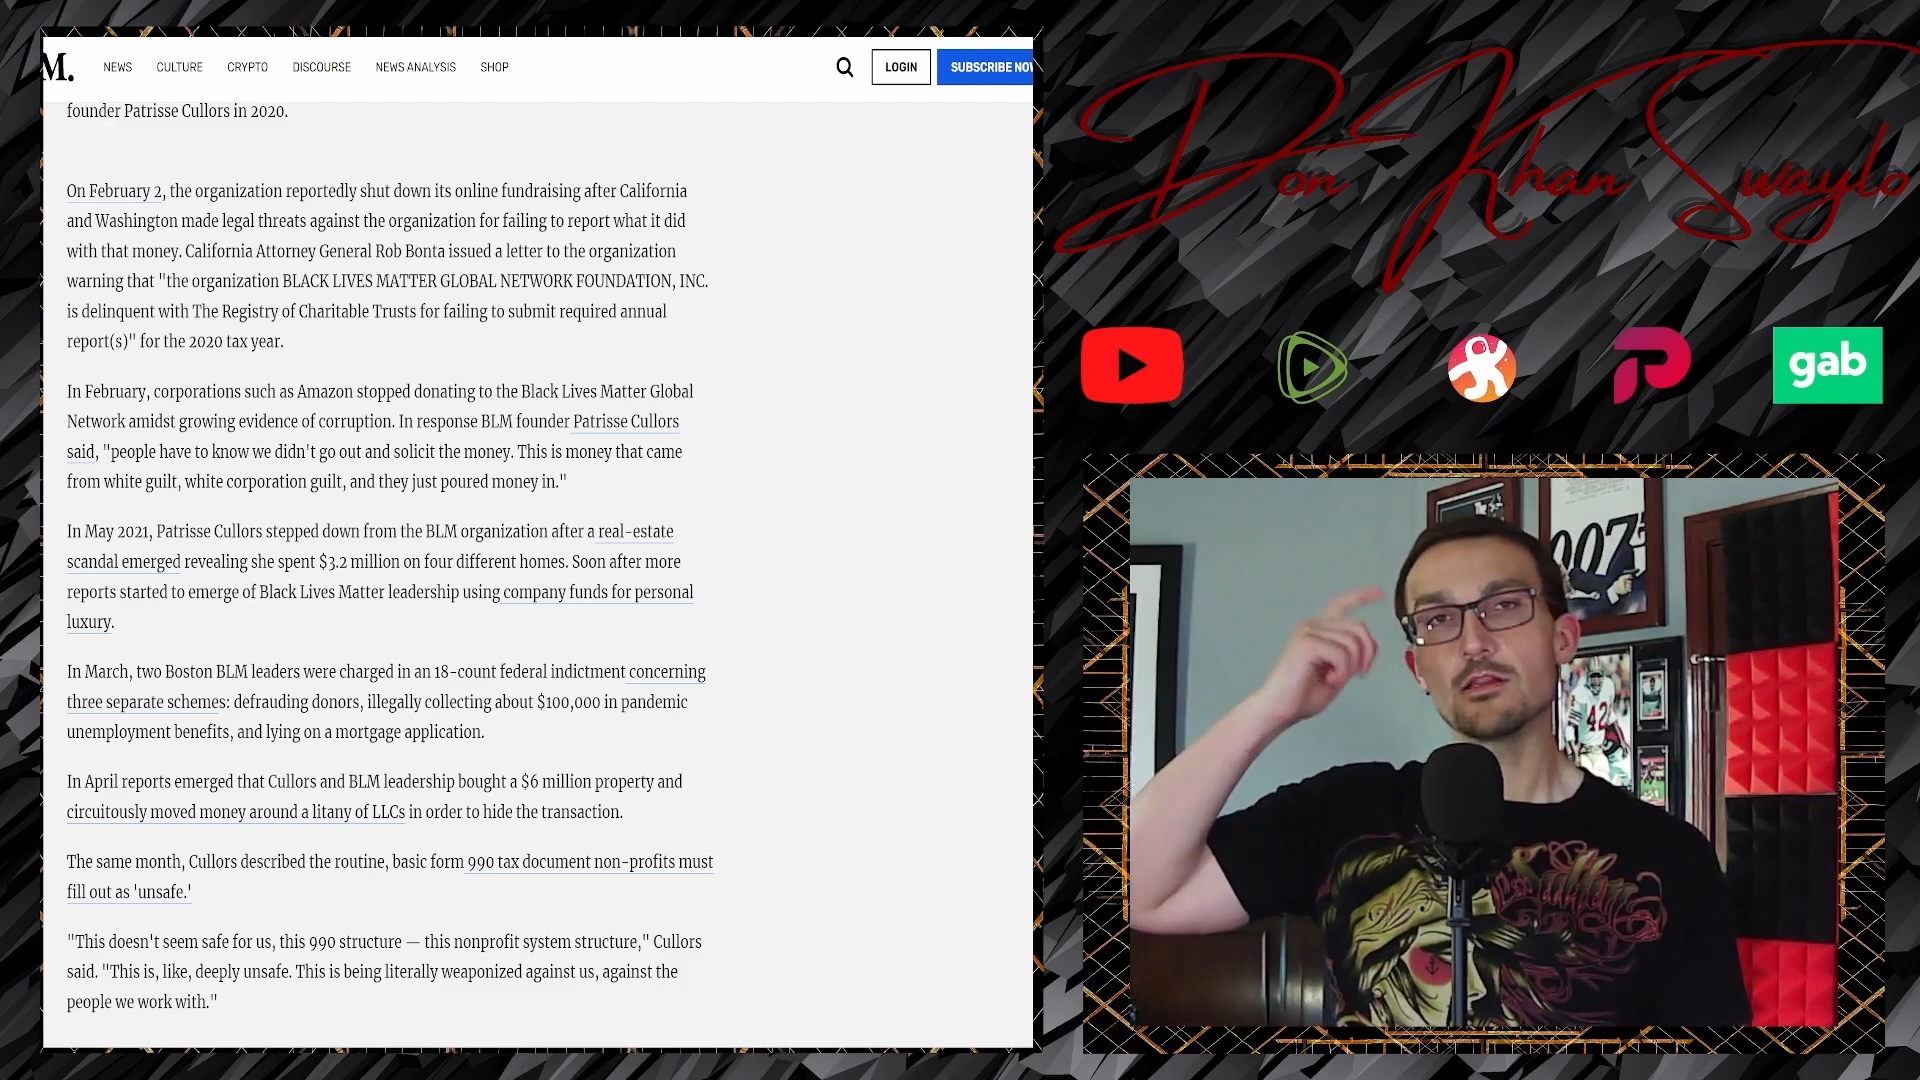 M.
NEWS CULTURE CRYPTO DISCOURSE NEWS ANALYSIS SHOP
LOGIN
SUBSCRIBE NOW
founder Patrisse Cullors in 2020.
On February 2, the organization reportedly shut down its online fundraising after California
and Washington made legal threats against the organization for failing to report what it did
with that money. California Attorney General Rob Bonta issued a letter to the organization
warning that "the organization BLACK LIVES MATTER GLOBAL NETWORK FOUNDATION, INC.
is delinquent with The Registry of Charitable Trusts for failing to submit required annual
report(s)" for the 2020 tax year.
In February, corporations such as Amazon stopped donating to the Black Lives Matter Global
Network amidst growing evidence of corruption. In response BLM founder Patrisse Cullors
said, "people have to know we didn't go out and solicit the money. This is money that came
from white guilt, white corporation guilt, and they just poured money in."
In May 2021, Patrisse Cullors stepped down from the BLM organization after a real-estate
scandal emerged revealing she spent $3.2 million on four different homes. Soon after more
reports started to emerge of Black Lives Matter leadership using company funds for personal
luxury.
In March, two Boston BLM leaders were charged in an 18-count federal indictment concerning
three separate schemes: defrauding donors, illegally collecting about $100,000 in pandemic
unemployment benefits, and lying on a mortgage application.
In April reports emerged that Cullors and BLM leadership bought a $6 million property and
circuitously moved money around a litany of LLCs in order to hide the transaction.
The same month, Cullors described the routine, basic form 990 tax document non-profits must
fill out as 'unsafe.'
"This doesn't seem safe for us, this 990 structure — this nonprofit system structure," Cullors
said. "This is, like, deeply unsafe. This is being literally weaponized against us, against the
people we work with."
Don Khan Swaylo
gab
007
42